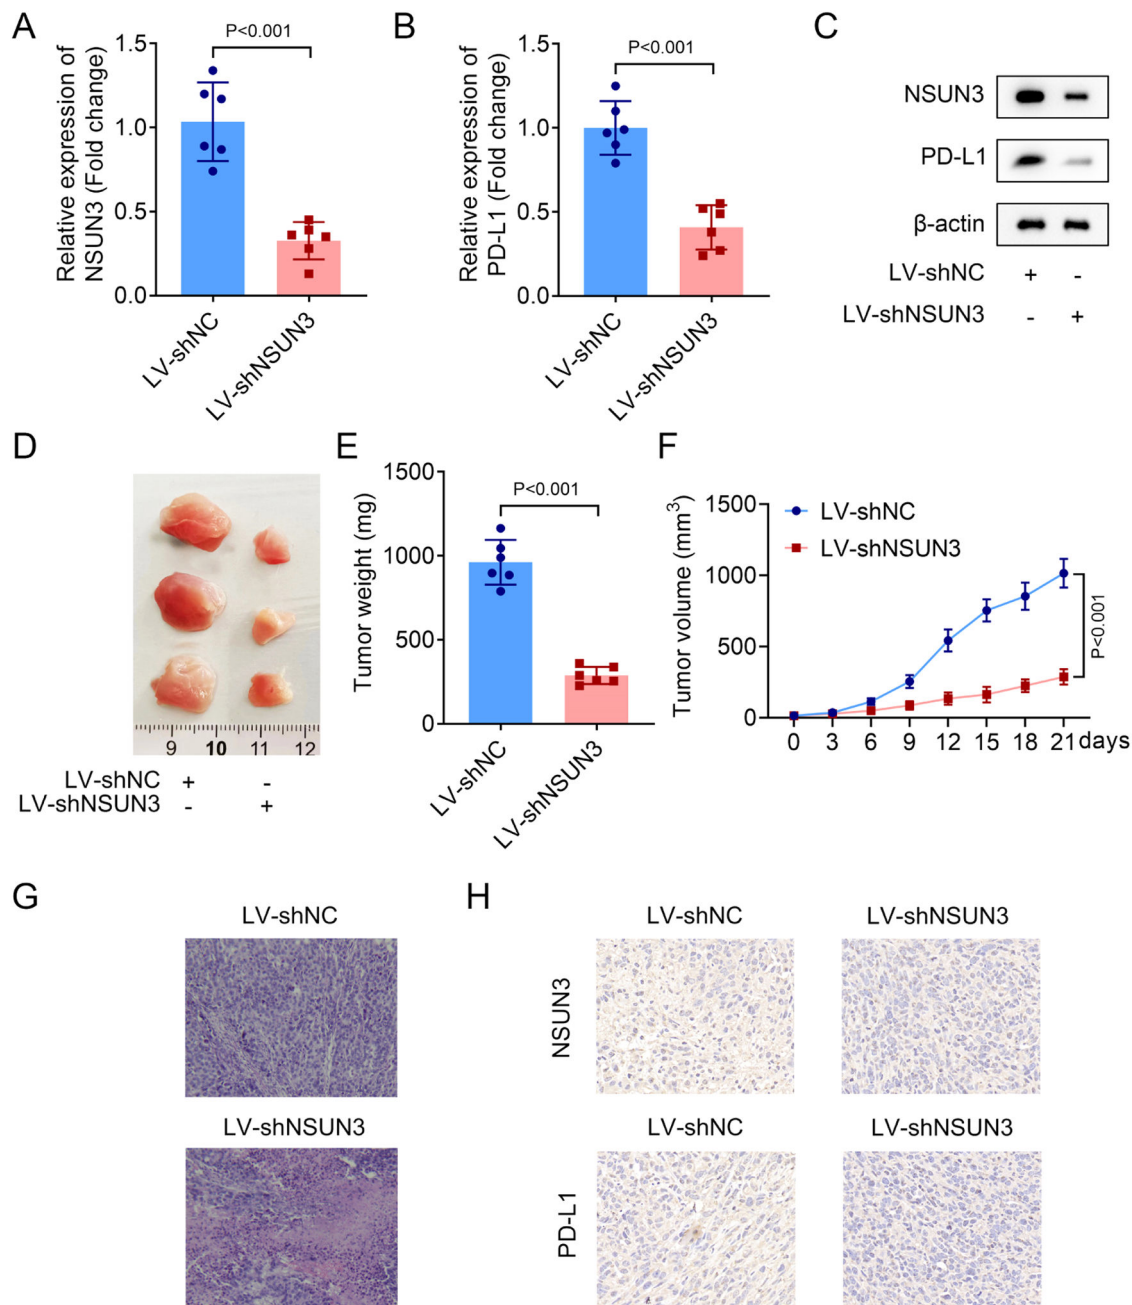 A
Relative expression of
NSUN3 (Fold change)
1.5
1.0
0.5
0.0
P<0.001
LV-shNC
LV-shNSUN3
B
Relative expression of
PD-L1 (Fold change)
1.5
1.0
0.5
0.0
P<0.001
LV-shNC
LV-shNSUN3
C
NSUN3
PD-L1
β-actin
LV-shNC + -
LV-shNSUN3 - +
D
9 10 11 12
LV-shNC + -
LV-shNSUN3 - +
E
Tumor weight (mg)
1500
1000
500
0
P<0.001
LV-shNC
LV-shNSUN3
F
Tumor volume (mm³)
LV-shNC
LV-shNSUN3
1000
500
0
P<0.001
0 3 6 9 12 15 18 21 days
G
LV-shNC
LV-shNSUN3
H
LV-shNC LV-shNSUN3
NSUN3
LV-shNC LV-shNSUN3
PD-L1